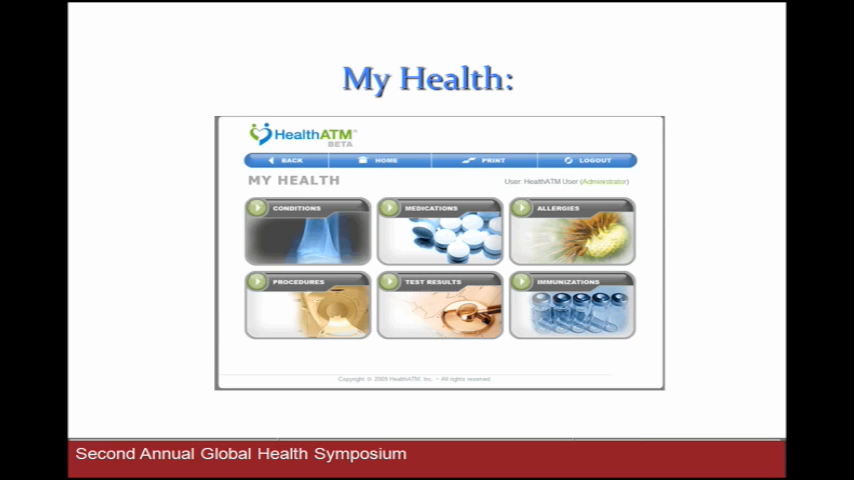 My Health:
HealthATM
BETA
BACK HOME PRINT LOGOUT
MY HEALTH
User: HealthATM User (Administrator)
CONDITIONS MEDICATIONS ALLERGIES
PROCEDURES TEST RESULTS IMMUNIZATIONS
Copyright © 2009 HealthATM, Inc. - All rights reserved.
Second Annual Global Health Symposium